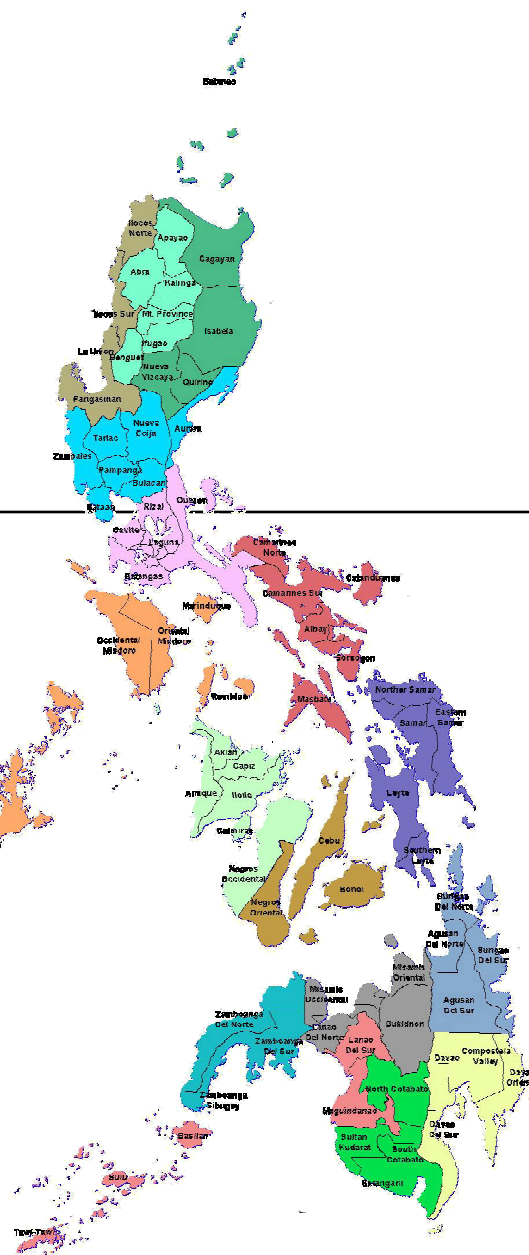 Batanes
Ilocos
Norte
Apayao
Cagayan
Abra
Kalinga
Ilocos Sur
Mt. Province
Isabela
Ifugao
La Union
Benguet
Nueva
Vizcaya
Quirino
Pangasinan
Nueva
Ecija
Aurora
Tarlac
Zambales
Pampanga
Bulacan
Bataan
Rizal
Quezon
Cavite
Laguna
Batangas
Camarines
Norte
Catanduanes
Camarines Sur
Marinduque
Albay
Occidental
Mindoro
Oriental
Mindoro
Sorsogon
Romblon
Masbate
Norther Samar
Samar
Eastern
Samar
Aklan
Capiz
Antique
Iloilo
Leyte
Guimaras
Cebu
Southern
Leyte
Negros
Occidental
Bohol
Negros
Oriental
Surigao
Del Norte
Agusan
Del Norte
Surigao
Del Sur
Misamis
Oriental
Misamis
Occidental
Agusan
Del Sur
Zamboanga
Del Norte
Lanao
Del Norte
Bukidnon
Zamboanga
Del Sur
Lanao
Del Sur
Davao
Compostela
Valley
Davao
Oriental
Zamboanga
Sibugay
North Cotabato
Maguindanao
Davao
Del Sur
Basilan
Sultan
Kudarat
South
Cotabato
Sulu
Sarangani
Tawi-Tawi